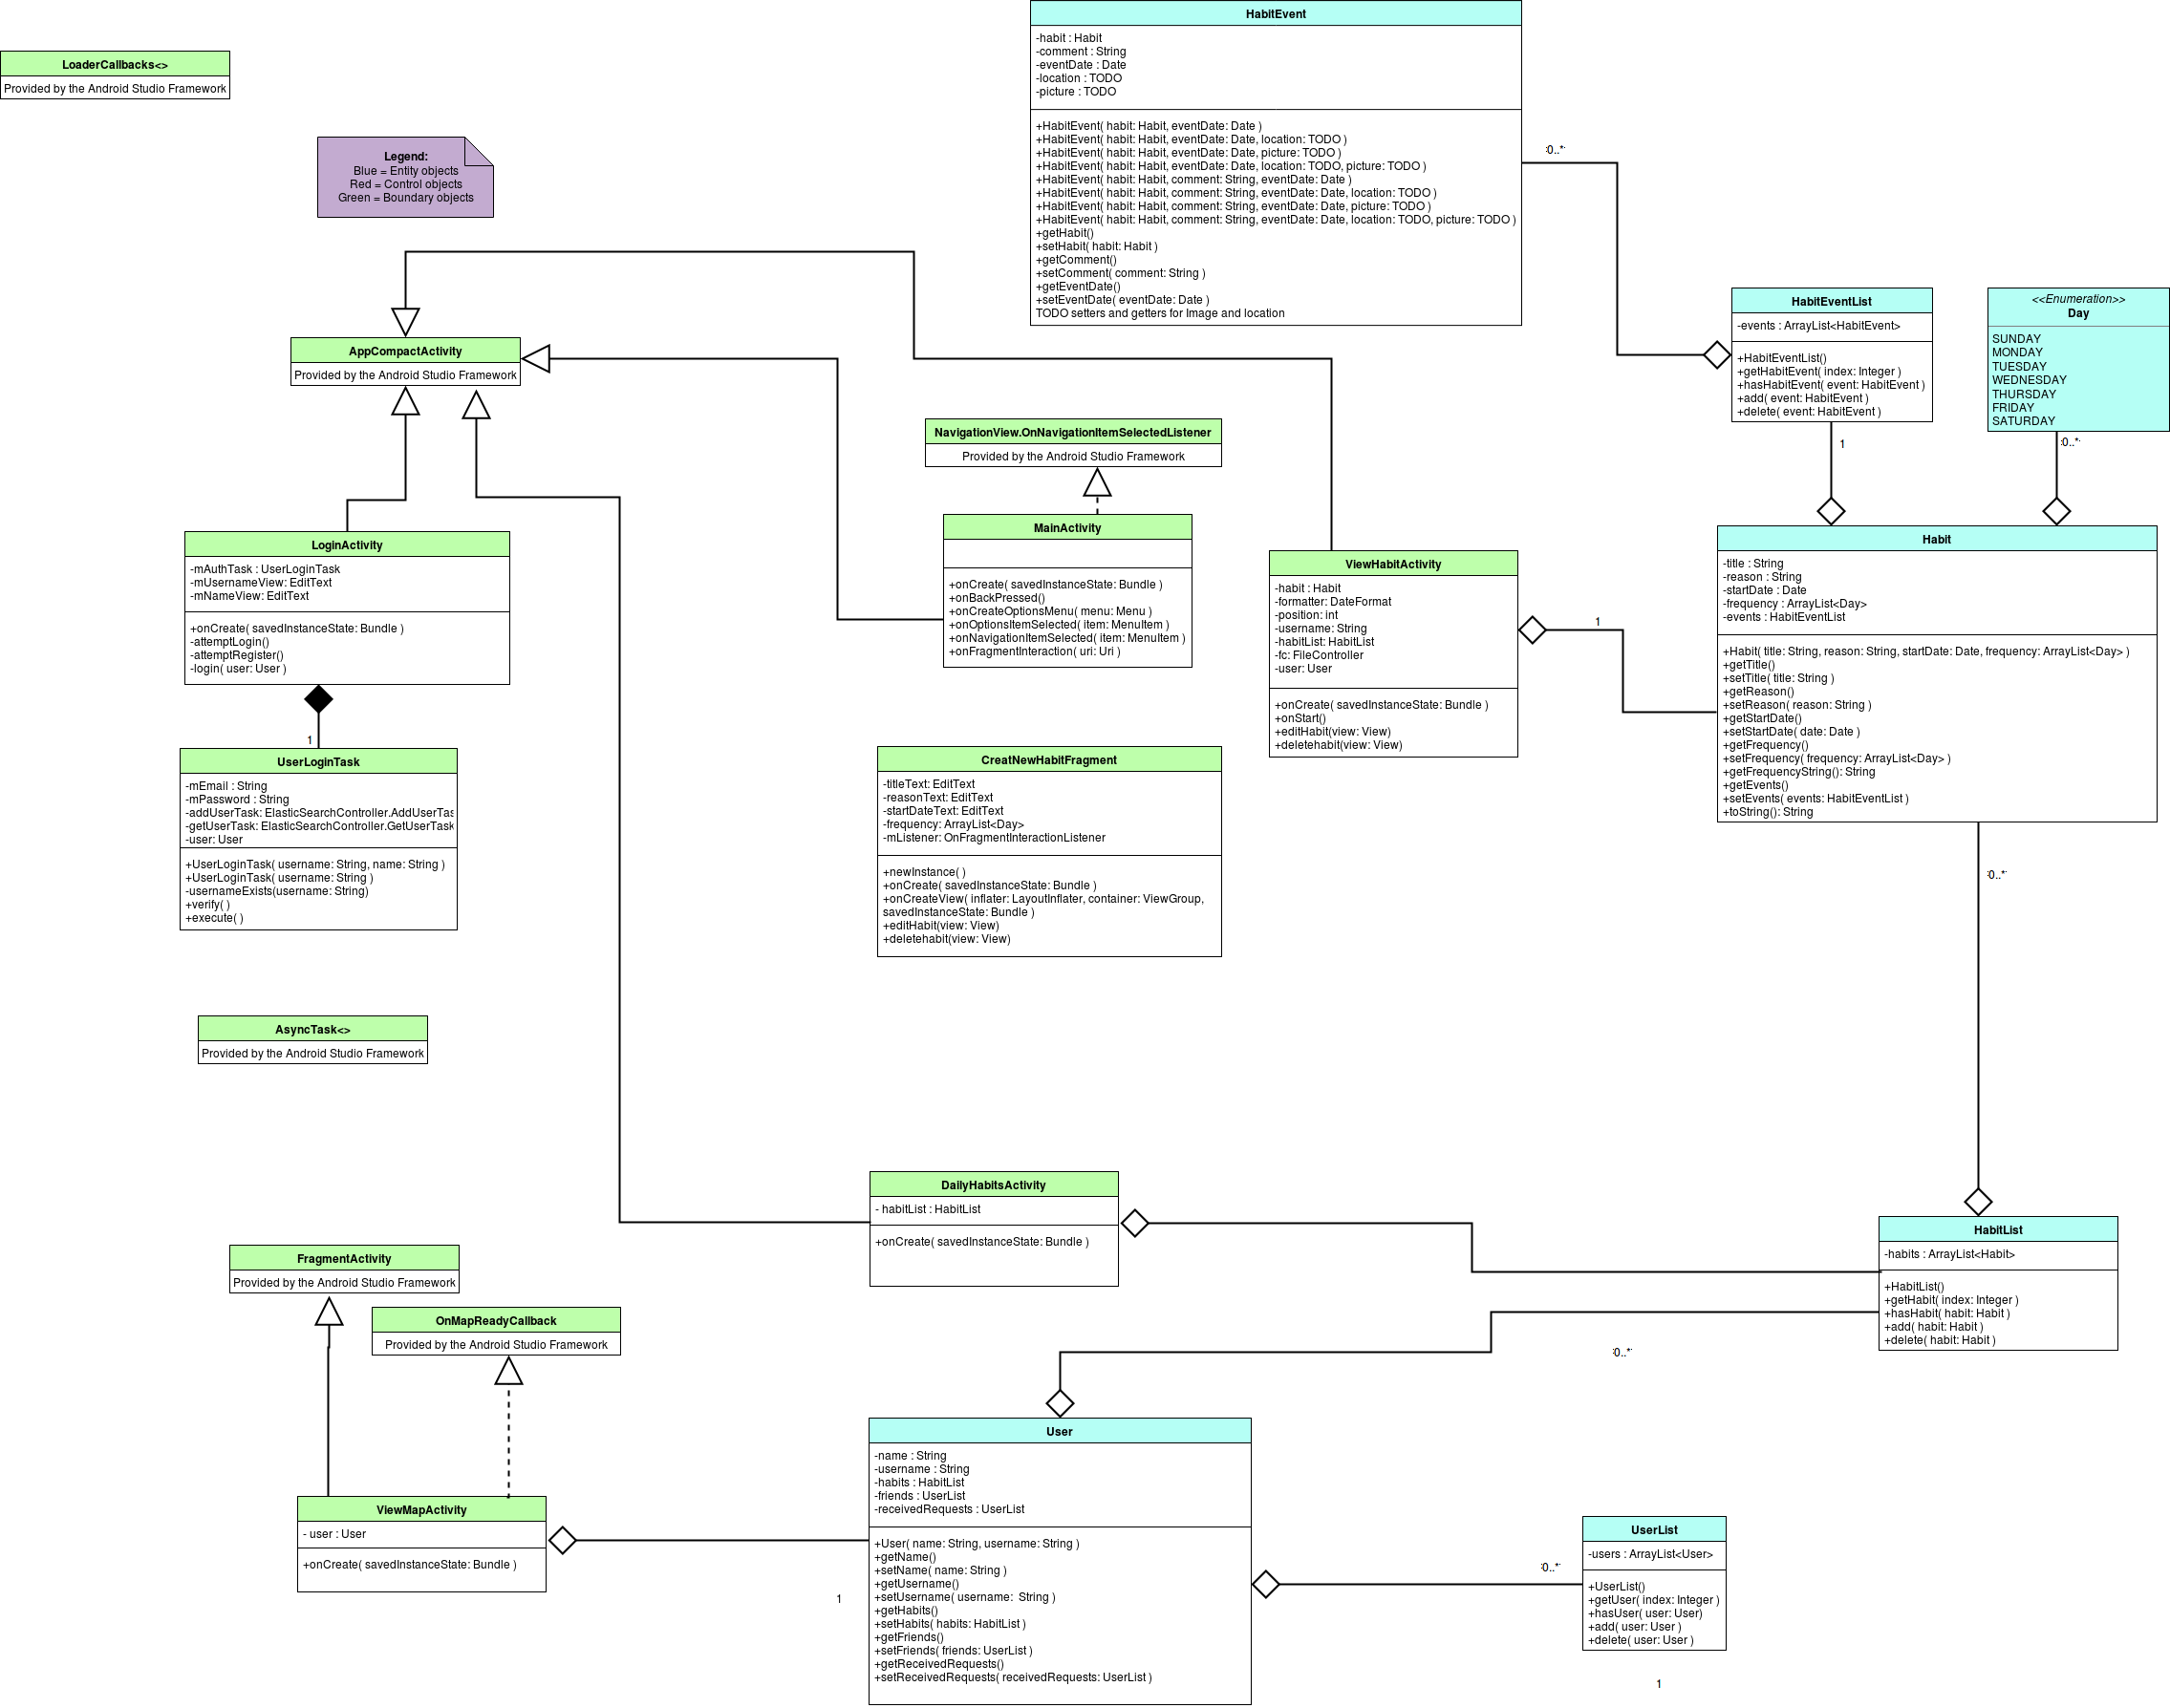 HabitEvent
-habit : Habit
-comment : String
-eventDate : Date
-location : TODO
-picture : TODO
+HabitEvent( habit: Habit, eventDate: Date )
+HabitEvent( habit: Habit, eventDate: Date, location: TODO )
+HabitEvent( habit: Habit, eventDate: Date, picture: TODO )
+HabitEvent( habit: Habit, eventDate: Date, location: TODO, picture: TODO )
+HabitEvent( habit: Habit, comment: String, eventDate: Date )
+HabitEvent( habit: Habit, comment: String, eventDate: Date, location: TODO )
+HabitEvent( habit: Habit, comment: String, eventDate: Date, picture: TODO )
+HabitEvent( habit: Habit, comment: String, eventDate: Date, location: TODO, picture: TODO )
+getHabit()
+setHabit( habit: Habit )
+getComment()
+setComment( comment: String )
+getEventDate()
+setEventDate( eventDate: Date )
TODO setters and getters for Image and location
LoaderCallbacks<>
Provided by the Android Studio Framework
Legend:
Blue = Entity objects
Red = Control objects
Green = Boundary objects
0..*
HabitEventList
-events : ArrayList<HabitEvent>
+HabitEventList()
+getHabitEvent( index: Integer )
+hasHabitEvent( event: HabitEvent )
+add( event: HabitEvent )
+delete( event: HabitEvent )
1
<<Enumeration>>
Day
SUNDAY
MONDAY
TUESDAY
WEDNESDAY
THURSDAY
FRIDAY
SATURDAY
0..*
AppCompactActivity
Provided by the Android Studio Framework
NavigationView.OnNavigationItemSelectedListener
Provided by the Android Studio Framework
LoginActivity
-mAuthTask : UserLoginTask
-mUsernameView: EditText
-mNameView: EditText
+onCreate( savedInstanceState: Bundle )
-attemptLogin()
-attemptRegister()
-login( user: User )
1
MainActivity
+onCreate( savedInstanceState: Bundle )
+onBackPressed()
+onCreateOptionsMenu( menu: Menu )
+onOptionsItemSelected( item: MenuItem )
+onNavigationItemSelected( item: MenuItem )
+onFragmentInteraction( uri: Uri )
ViewHabitActivity
-habit : Habit
-formatter: DateFormat
-position: int
-username: String
-habitList: HabitList
-fc: FileController
-user: User
+onCreate( savedInstanceState: Bundle )
+onStart()
+editHabit(view: View)
+deletehabit(view: View)
1
Habit
-title : String
-reason : String
-startDate : Date
-frequency : ArrayList<Day>
-events : HabitEventList
+Habit( title: String, reason: String, startDate: Date, frequency: ArrayList<Day> )
+getTitle()
+setTitle( title: String )
+getReason()
+setReason( reason: String )
+getStartDate()
+setStartDate( date: Date )
+getFrequency()
+setFrequency( frequency: ArrayList<Day> )
+getFrequencyString(): String
+getEvents()
+setEvents( events: HabitEventList )
+toString(): String
0..*
UserLoginTask
-mEmail : String
-mPassword : String
-addUserTask: ElasticSearchController.AddUserTas
-getUserTask: ElasticSearchController.GetUserTask
-user: User
+UserLoginTask( username: String, name: String )
+UserLoginTask( username: String )
-usernameExists(username: String)
+verify( )
+execute( )
CreatNewHabitFragment
-titleText: EditText
-reasonText: EditText
-startDateText: EditText
-frequency: ArrayList<Day>
-mListener: OnFragmentInteractionListener
+newInstance( )
+onCreate( savedInstanceState: Bundle )
+onCreateView( inflater: LayoutInflater, container: ViewGroup,
savedInstanceState: Bundle )
+editHabit(view: View)
+deletehabit(view: View)
AsyncTask<>
Provided by the Android Studio Framework
DailyHabitsActivity
- habitList : HabitList
+onCreate( savedInstanceState: Bundle )
HabitList
-habits : ArrayList<Habit>
+HabitList()
+getHabit( index: Integer )
+hasHabit( habit: Habit )
+add( habit: Habit )
+delete( habit: Habit )
0..*
FragmentActivity
Provided by the Android Studio Framework
OnMapReadyCallback
Provided by the Android Studio Framework
ViewMapActivity
- user : User
+onCreate( savedInstanceState: Bundle )
1
User
-name : String
-username : String
-habits : HabitList
-friends : UserList
-receivedRequests : UserList
+User( name: String, username: String )
+getName()
+setName( name: String )
+getUsername()
+setUsername( username:  String )
+getHabits()
+setHabits( habits: HabitList )
+getFriends()
+setFriends( friends: UserList )
+getReceivedRequests()
+setReceivedRequests( receivedRequests: UserList )
0..*
UserList
-users : ArrayList<User>
+UserList()
+getUser( index: Integer )
+hasUser( user: User)
+add( user: User )
+delete( user: User )
1